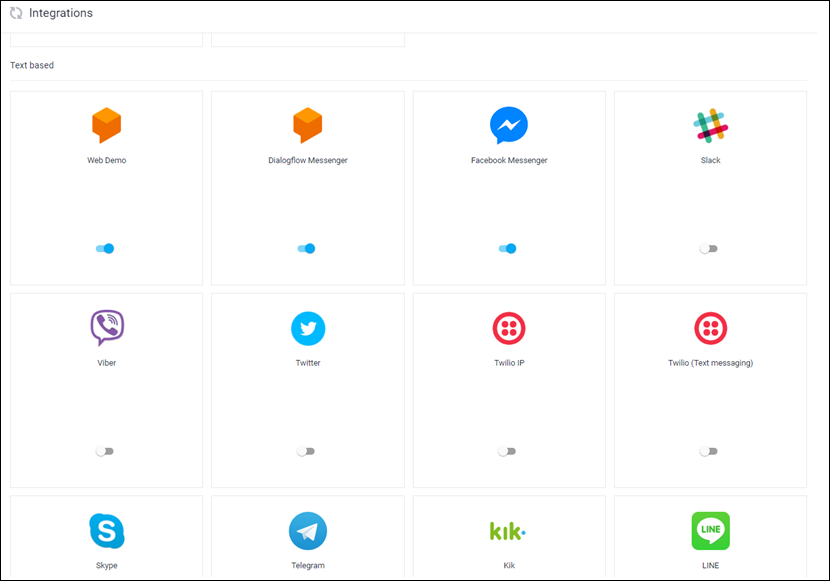 Integrations
Text based
Web Demo
Dialogflow Messenger
Facebook Messenger
Slack
Viber
Twitter
Twilio IP
Twilio (Text messaging)
S
kik.
LINE
Skype
Telegram
Kik
LINE